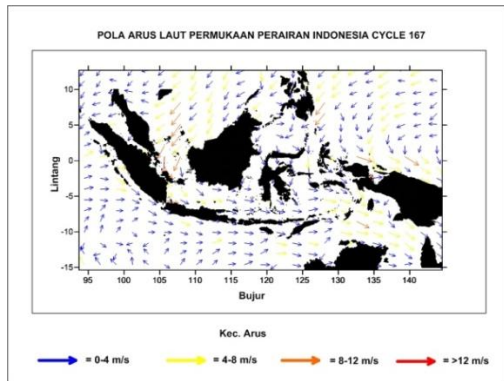 POLA ARUS LAUT PERMUKAAN PERAIRAN INDONESIA CYCLE 167
10
5
0
-5
-10
-15
Lintang
95 100 105 110 115 120 125 130 135 140
Bujur
Kec. Arus
= 0-4 m/s = 4-8 m/s = 8-12 m/s = >12 m/s